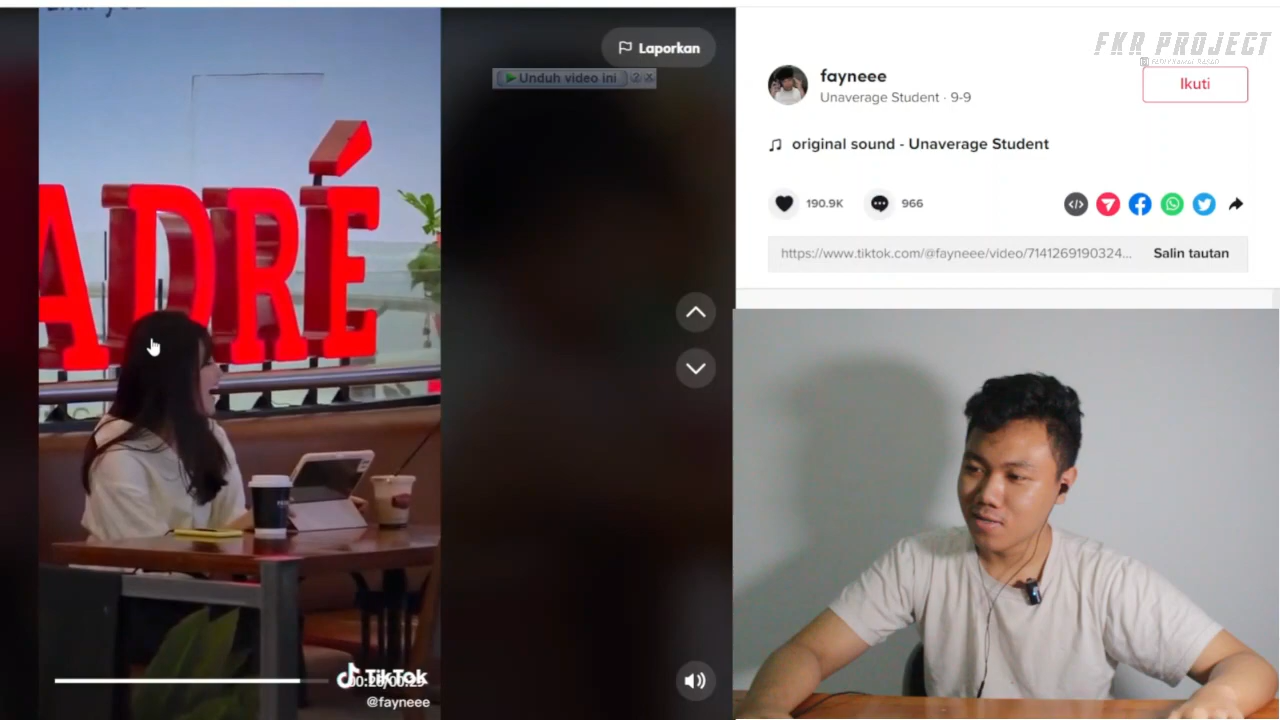 Laporkan
Unduh video ini
ADRÉ
TikTok
@fayneee
FKR PROJECT
fayneee
Unaverage Student · 9-9
Ikuti
original sound - Unaverage Student
190.9K
966
https://www.tiktok.com/@fayneee/video/7141269190324...
Salin tautan